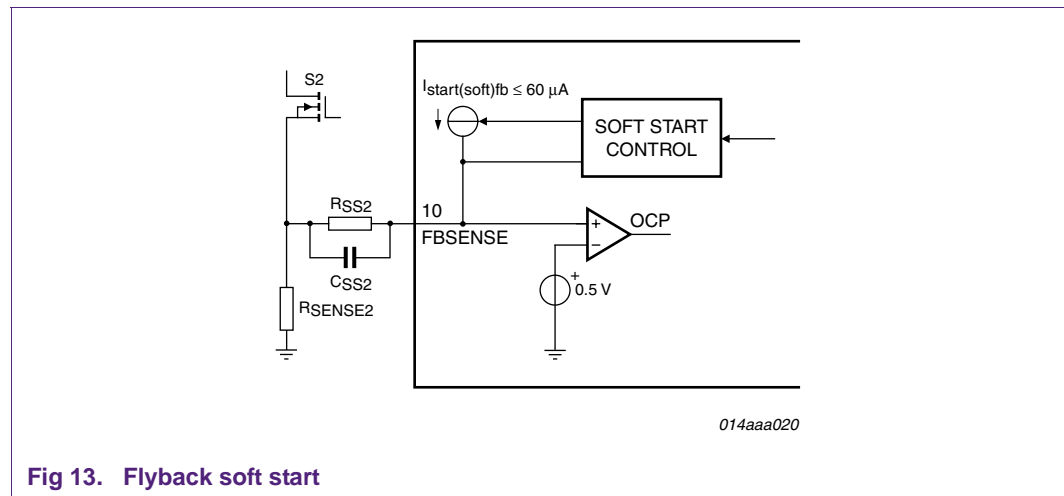 S2
Istart(soft)fb ≤ 60 μA
SOFT START
CONTROL
RSS2
10
FBSENSE
OCP
+
−
CSS2
+
0.5 V
RSENSE2
014aaa020
Fig 13. Flyback soft start